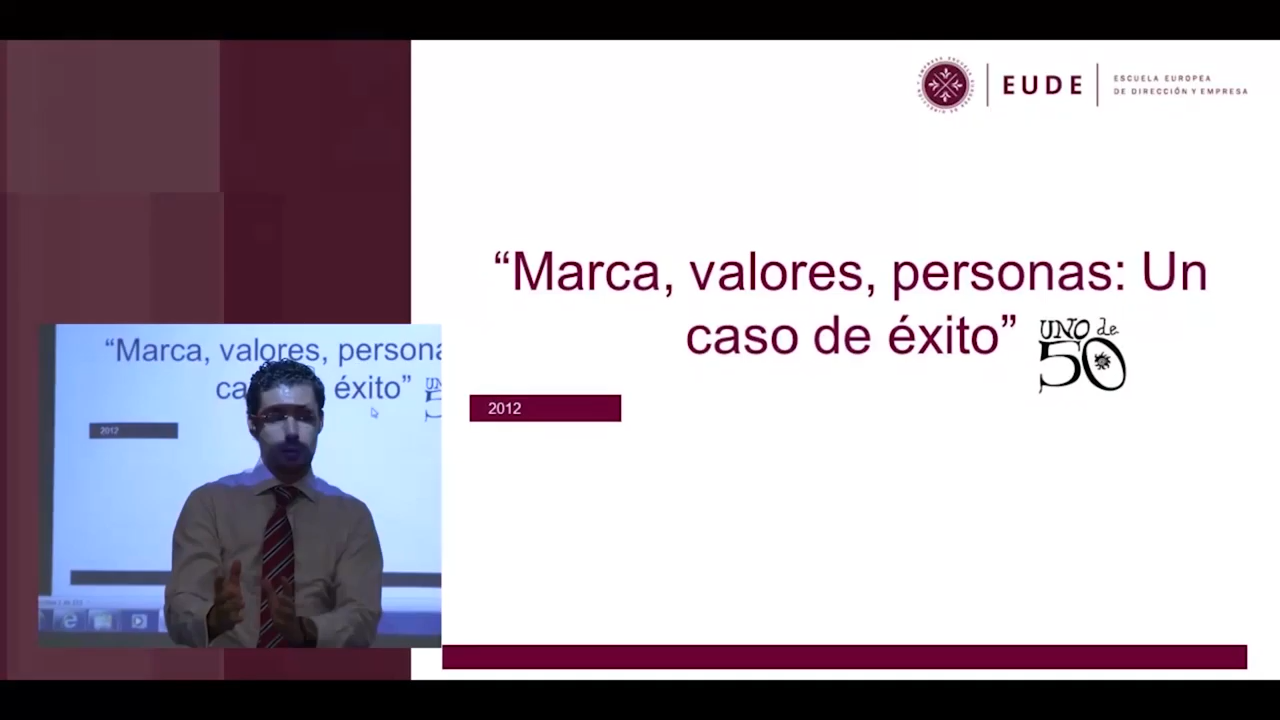 EUDE
ESCUELA EUROPEA
DE DIRECCIÓN Y EMPRESA
“Marca, valores, personas: Un
caso de éxito”
UNO de
50
2012
“Marca, valores, persona
ca
éxito”
2012